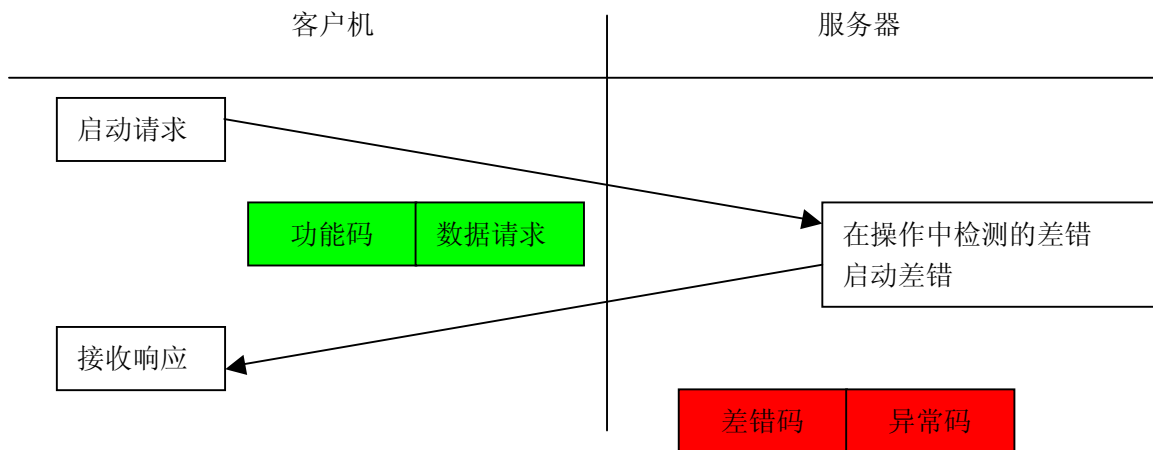 客户机
服务器
启动请求
功能码
数据请求
在操作中检测的差错
启动差错
接收响应
差错码
异常码